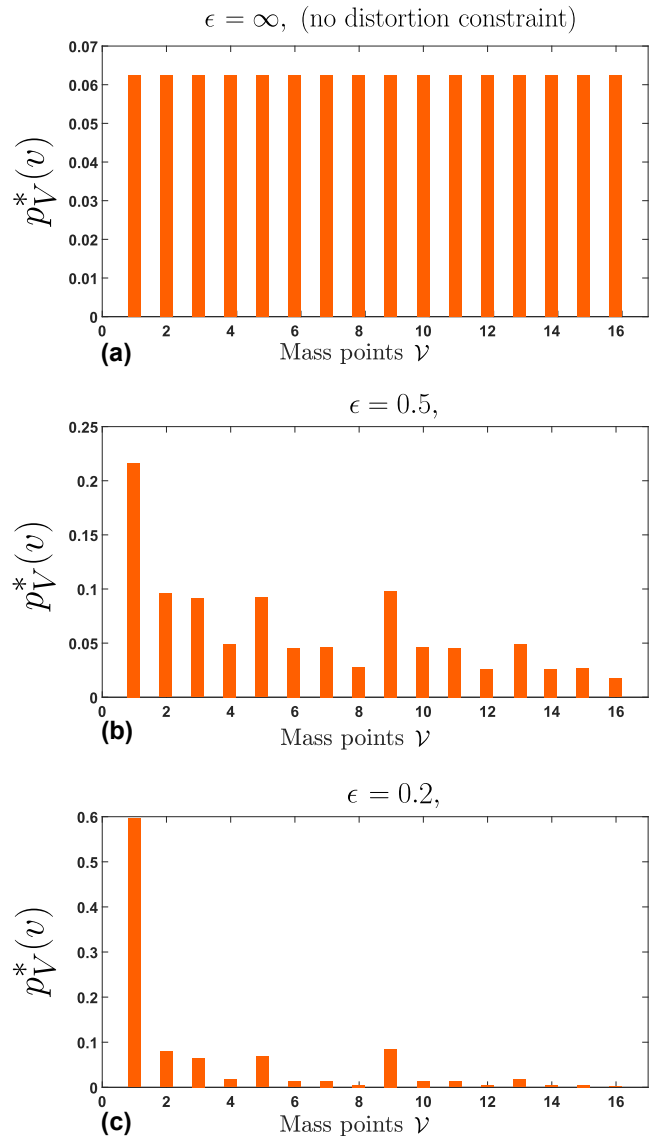 ϵ = ∞, (no distortion constraint)
0.07
0.06
0.05
0.04
0.03
0.02
0.01
0
p*V(v)
0 2 4 6 8 10 12 14 16
(a) Mass points 𝒱
ϵ = 0.5,
0.25
0.2
0.15
0.1
0.05
0
p*V(v)
0 2 4 6 8 10 12 14 16
(b) Mass points 𝒱
ϵ = 0.2,
0.6
0.5
0.4
0.3
0.2
0.1
0
p*V(v)
0 2 4 6 8 10 12 14 16
(c) Mass points 𝒱